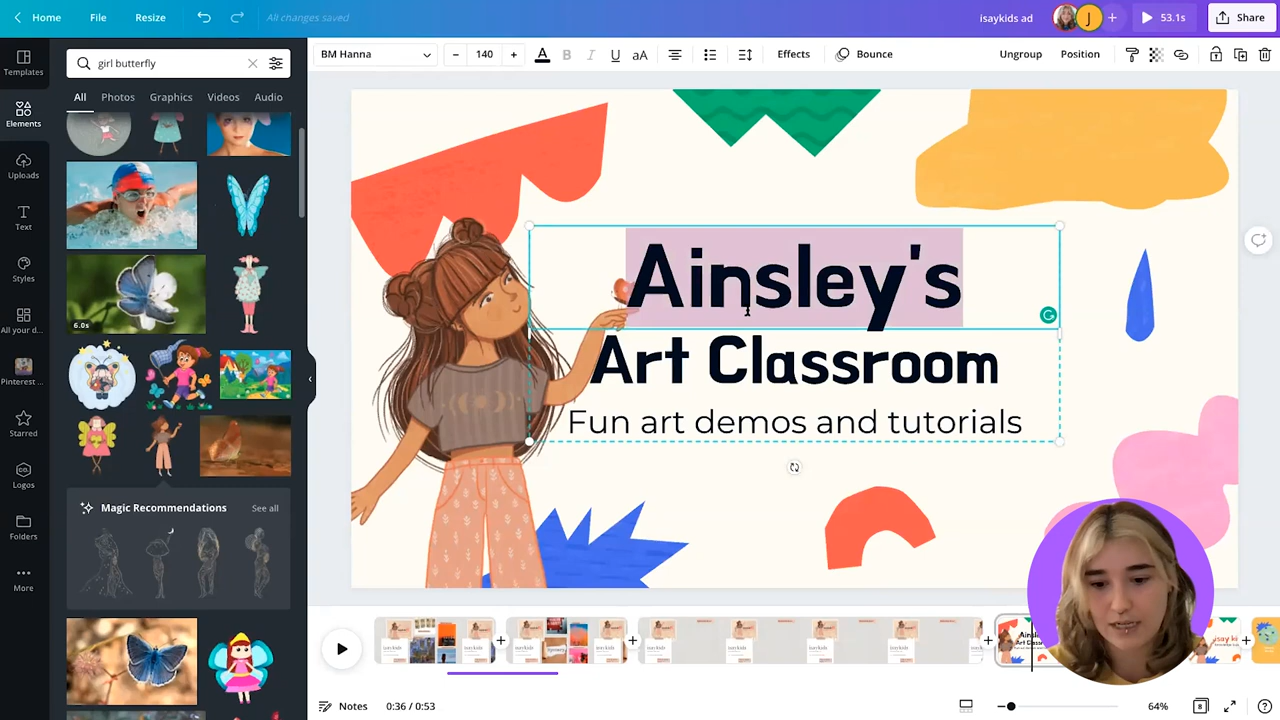 Home File Resize All changes saved isaykids ad J 53.1s Share
Templates
Elements
Uploads
Text
Styles
All your d...
Pinterest ...
Starred
Logos
Folders
More
girl butterfly
All Photos Graphics Videos Audio
6.0s
Magic Recommendations See all
BM Hanna 140 A B I U aA Effects Bounce Ungroup Position
Ainsley's
Art Classroom
Fun art demos and tutorials
Notes 0:36 / 0:53 64% 8